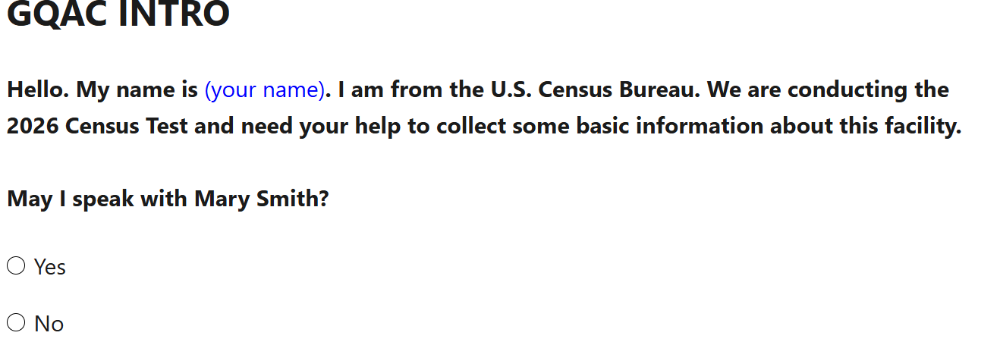 GQAC INTRO
Hello. My name is (your name). I am from the U.S. Census Bureau. We are conducting the
2026 Census Test and need your help to collect some basic information about this facility.
May I speak with Mary Smith?
Yes
No